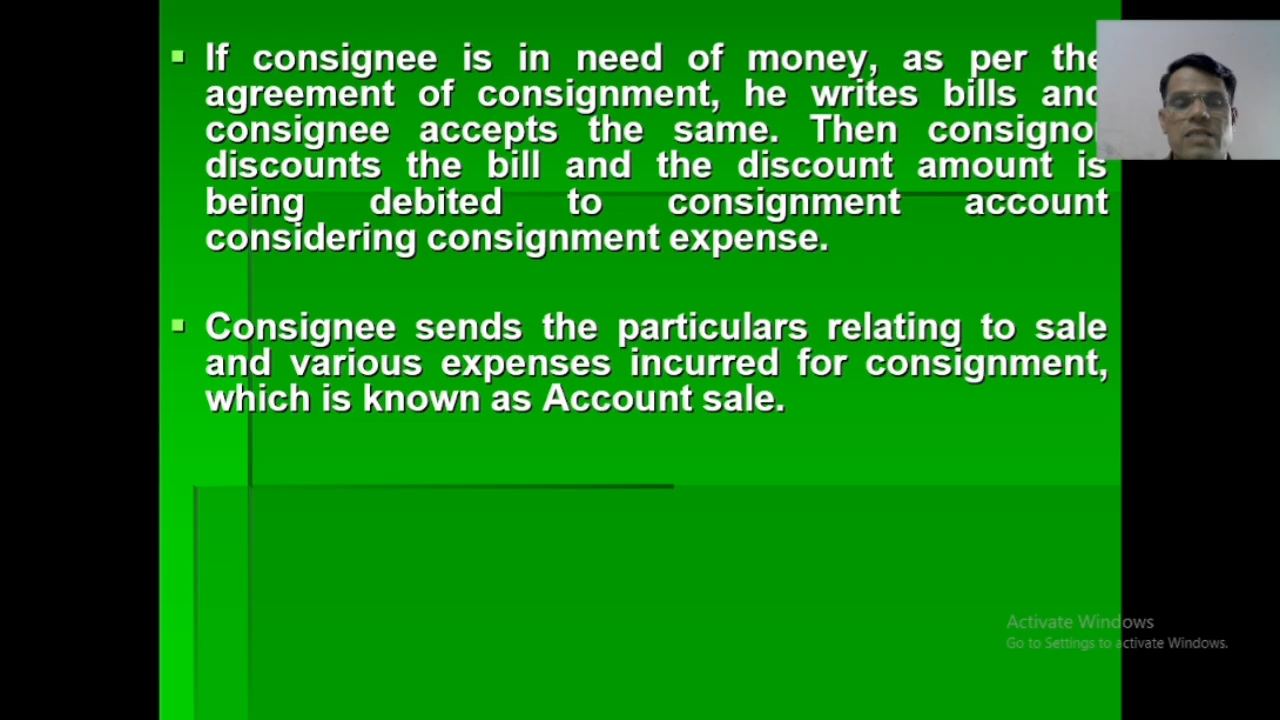 If consignee is in need of money, as per the
agreement of consignment, he writes bills and
consignee accepts the same. Then consignor
discounts the bill and the discount amount is
being debited to consignment account
considering consignment expense.
Consignee sends the particulars relating to sale
and various expenses incurred for consignment,
which is known as Account sale.
Activate Windows
Go to Settings to activate Windows.